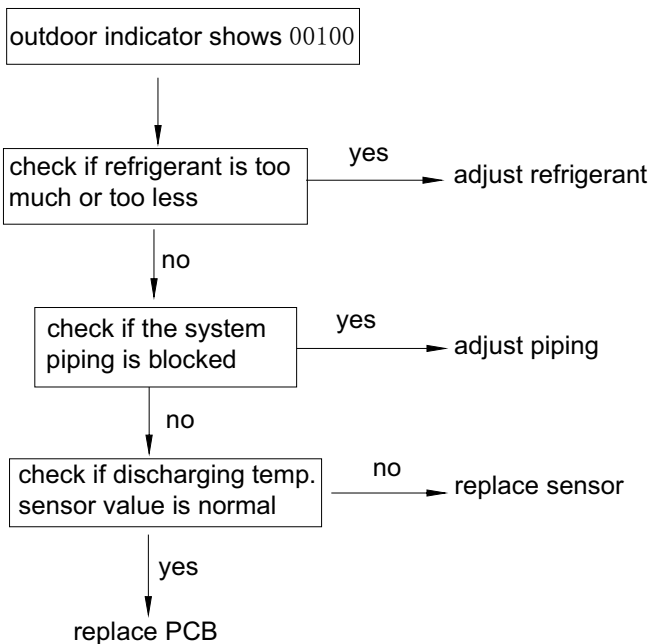 outdoor indicator shows 00100
check if refrigerant is too
much or too less
yes
adjust refrigerant
no
check if the system
piping is blocked
yes
adjust piping
no
check if discharging temp.
sensor value is normal
no
replace sensor
yes
replace PCB